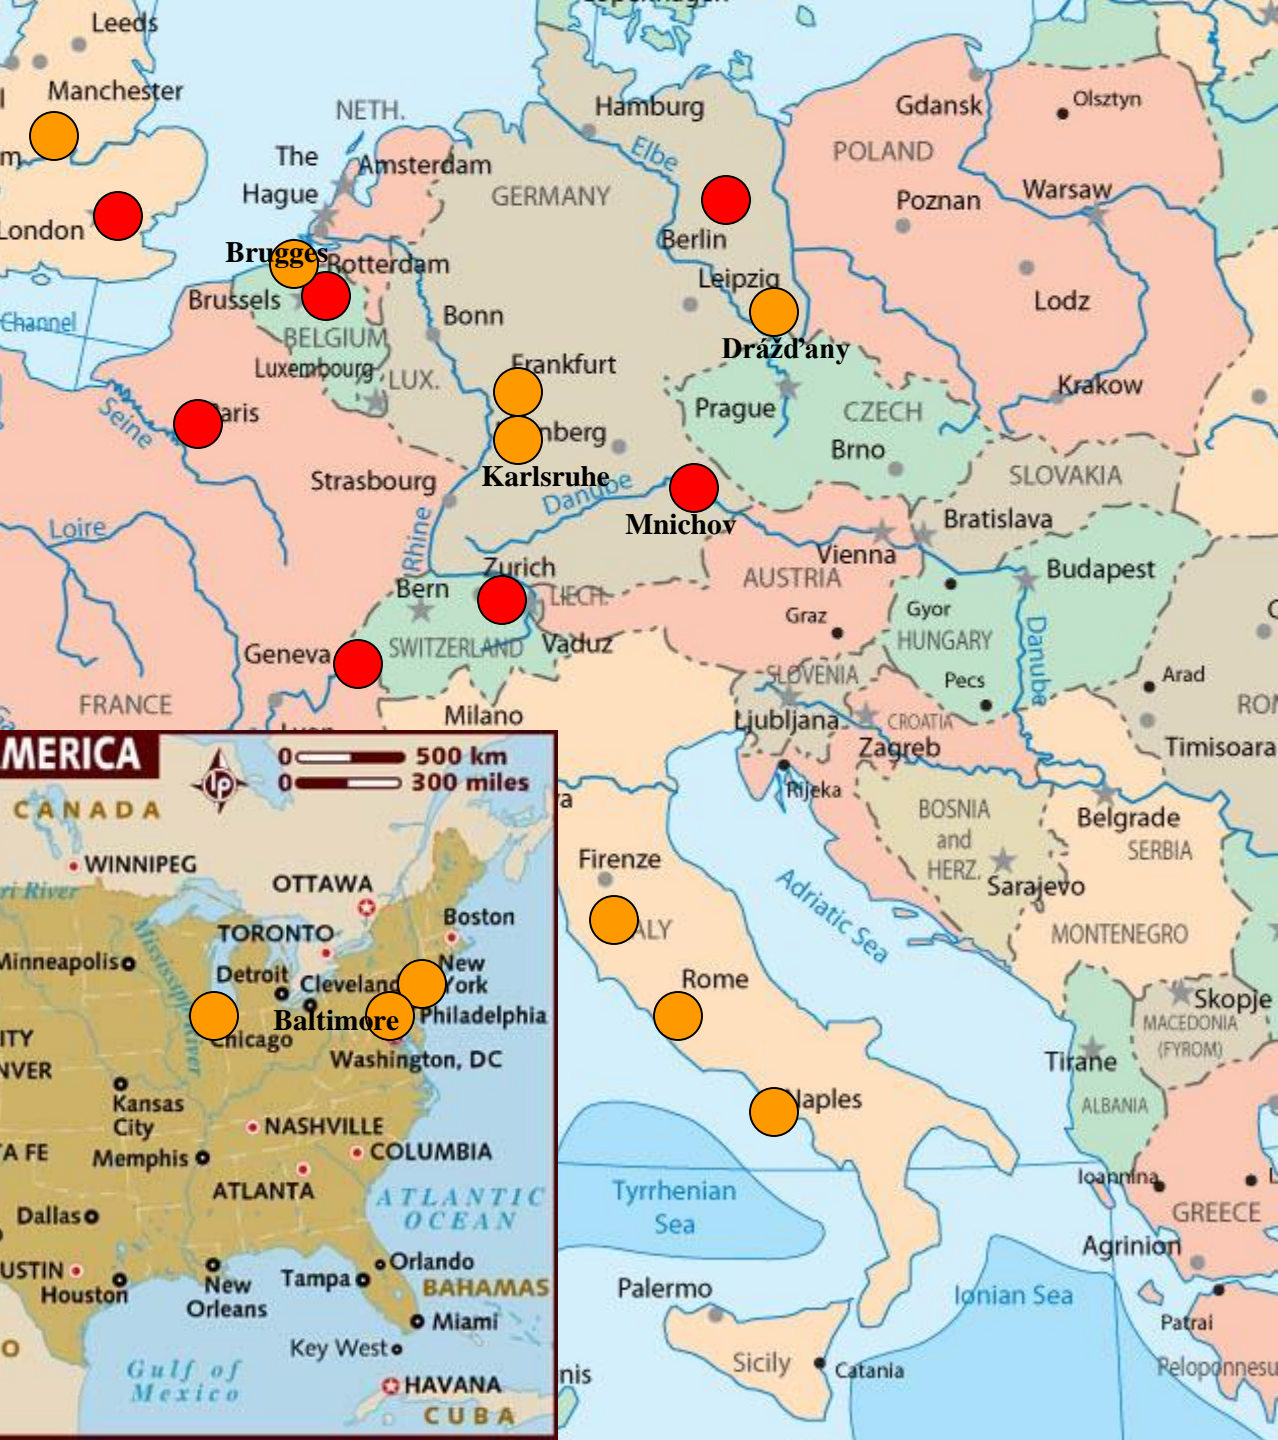 Leeds
Manchester
London
Channel
NETH.
The
Hague
Amsterdam
Brugges
Rotterdam
Brussels
BELGIUM
Luxembourg
LUX.
Hamburg
Elbe
GERMANY
Berlin
Leipzig
Drážďany
Bonn
Frankfurt
Karlsruhe
Danube
Mnichov
Gdansk
Olsztyn
POLAND
Poznan
Warsaw
Lodz
Krakow
Prague
CZECH
Brno
SLOVAKIA
Seine
Strasbourg
Loire
Rhine
Bern
Zurich
LIECH.
Vaduz
SWITZERLAND
Geneva
FRANCE
Milano
Vienna
Bratislava
AUSTRIA
Graz
Budapest
Gyor
HUNGARY
Danube
Pecs
Arad
Timisoara
SLOVENIA
Ljubljana
CROATIA
Zagreb
Rijeka
BOSNIA
and
HERZ.
Sarajevo
Belgrade
SERBIA
MONTENEGRO
Firenze
Adriatic Sea
Rome
Naples
Skopje
MACEDONIA
(FYROM)
Tirane
ALBANIA
Ioannina
GREECE
Agrinion
Patrai
Tyrrhenian
Sea
Palermo
Ionian Sea
Sicily
Catania
0 500 km
0 300 miles
CANADA
WINNIPEG
OTTAWA
Boston
TORONTO
Mississippi River
Minneapolis
Detroit
Cleveland
New
York
Baltimore
Philadelphia
Chicago
Washington, DC
Kansas
City
NASHVILLE
Memphis
COLUMBIA
ATLANTA
ATLANTIC
OCEAN
Dallas
Houston
New
Orleans
Tampa
Orlando
BAHAMAS
Miami
Key West
Gulf of
Mexico
HAVANA
CUBA